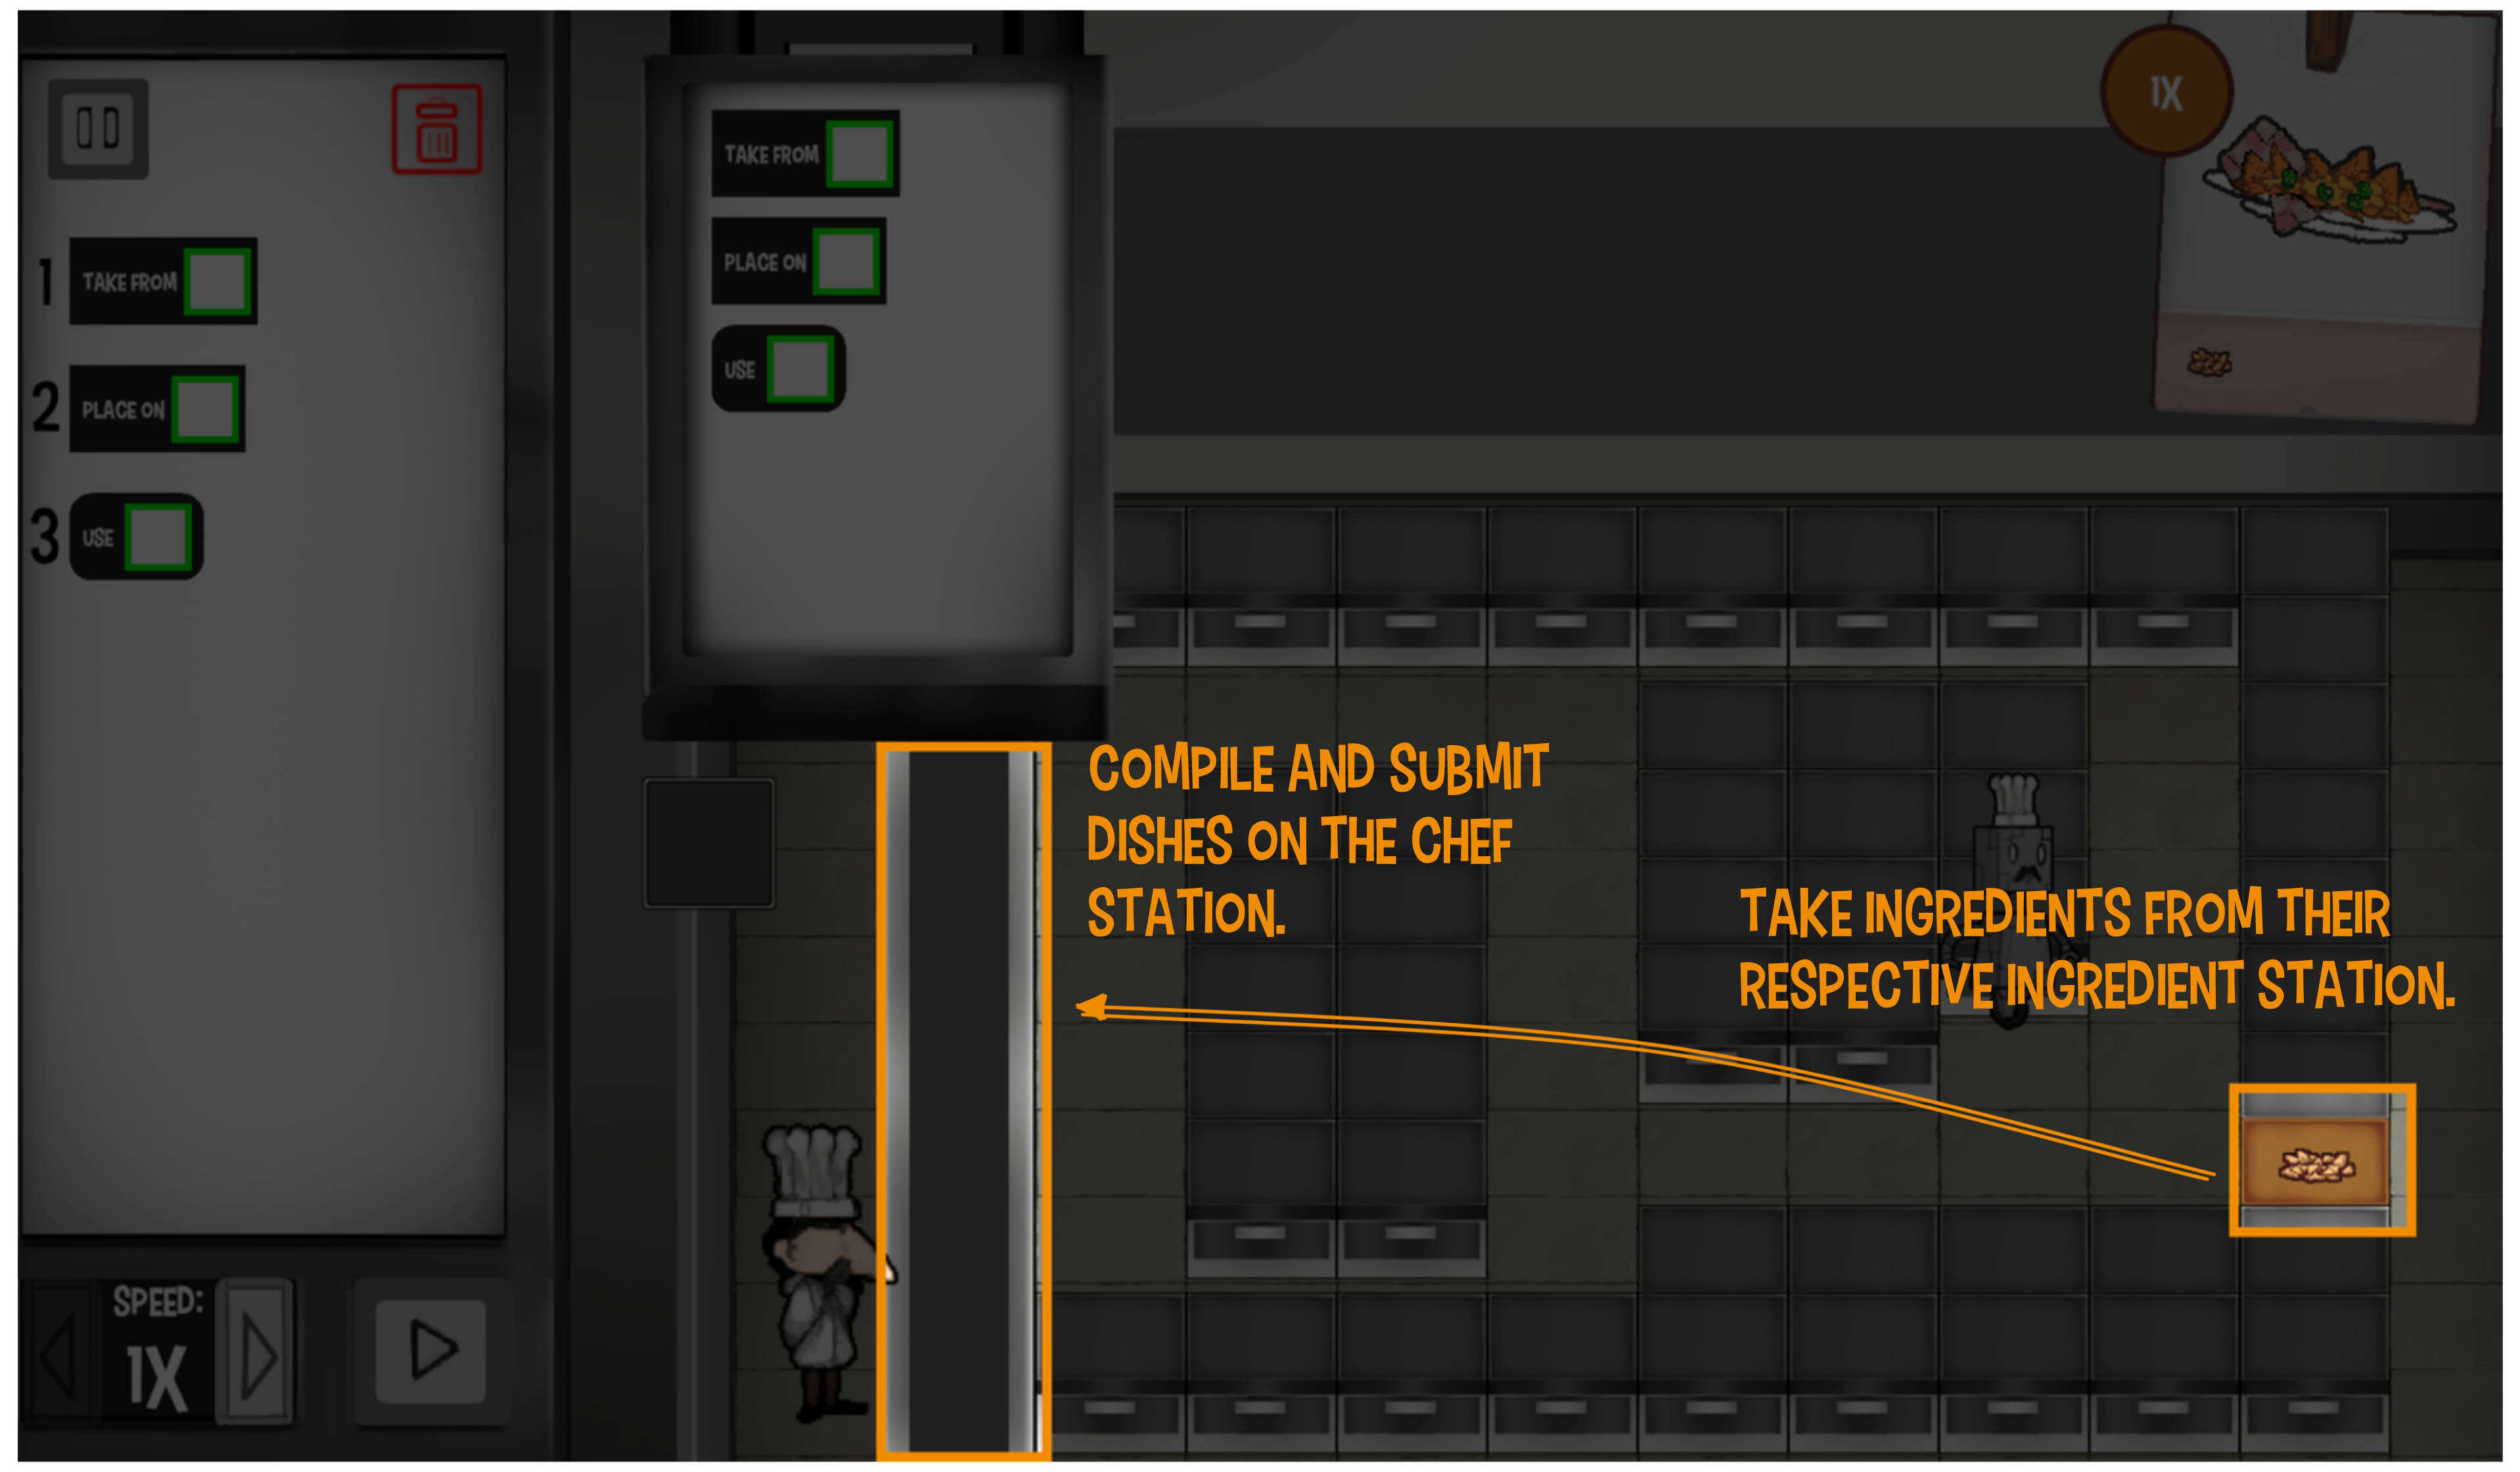 1X
TAKE FROM
PLACE ON
USE
1 TAKE FROM
2 PLACE ON
3 USE
COMPILE AND SUBMIT
DISHES ON THE CHEF
STATION.
TAKE INGREDIENTS FROM THEIR
RESPECTIVE INGREDIENT STATION.
SPEED:
1X